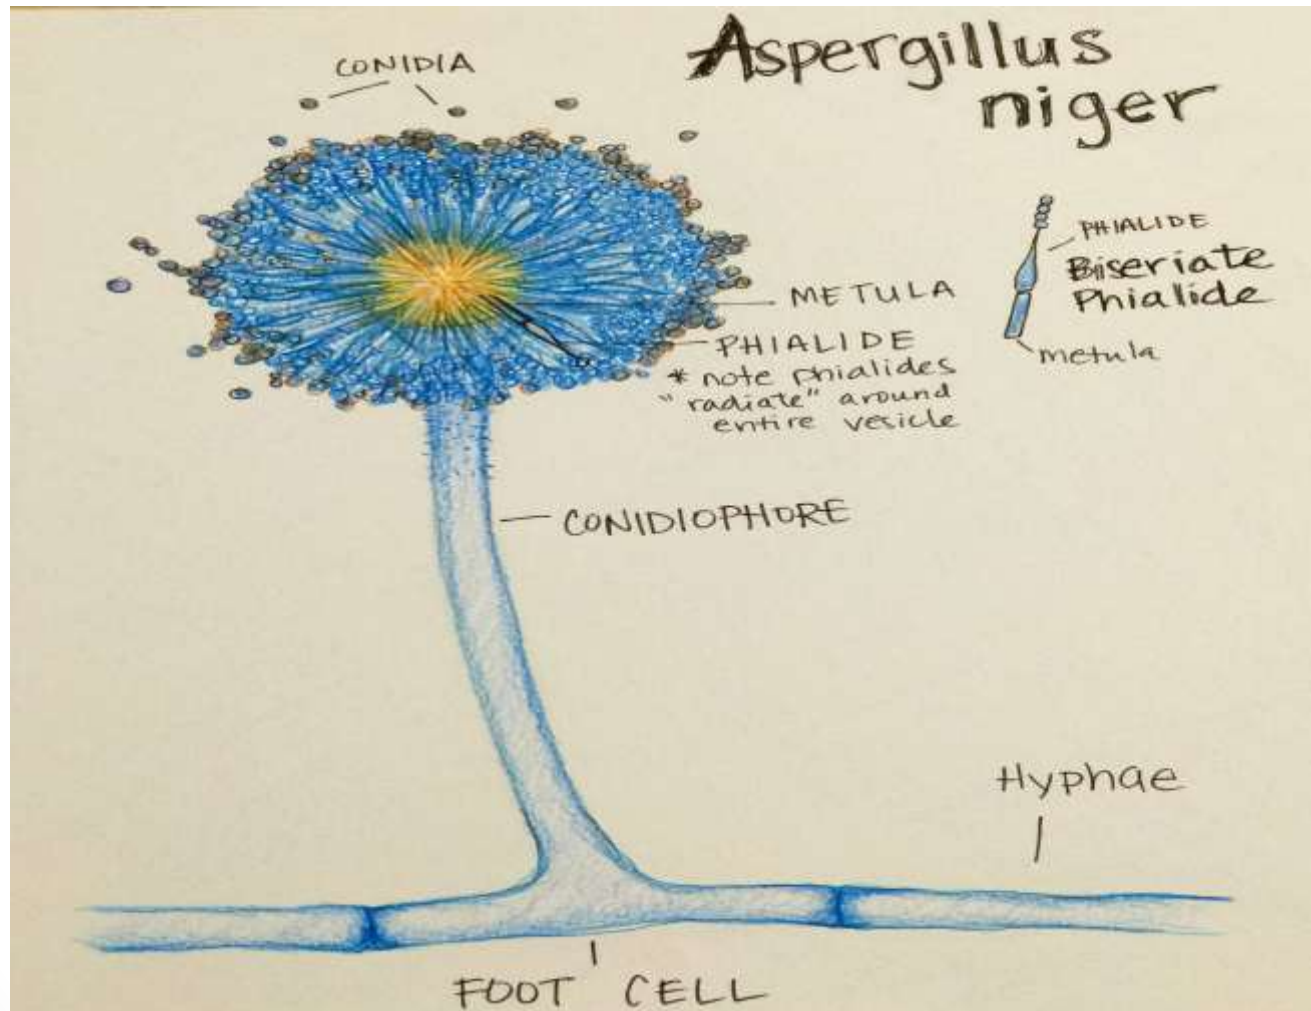 Aspergillus
niger
CONIDIA
PHIALIDE
Biseriate
Phialide
metula
METULA
PHIALIDE
* note phialides
"radiate" around
entire vesicle
CONIDIOPHORE
Hyphae
FOOT CELL